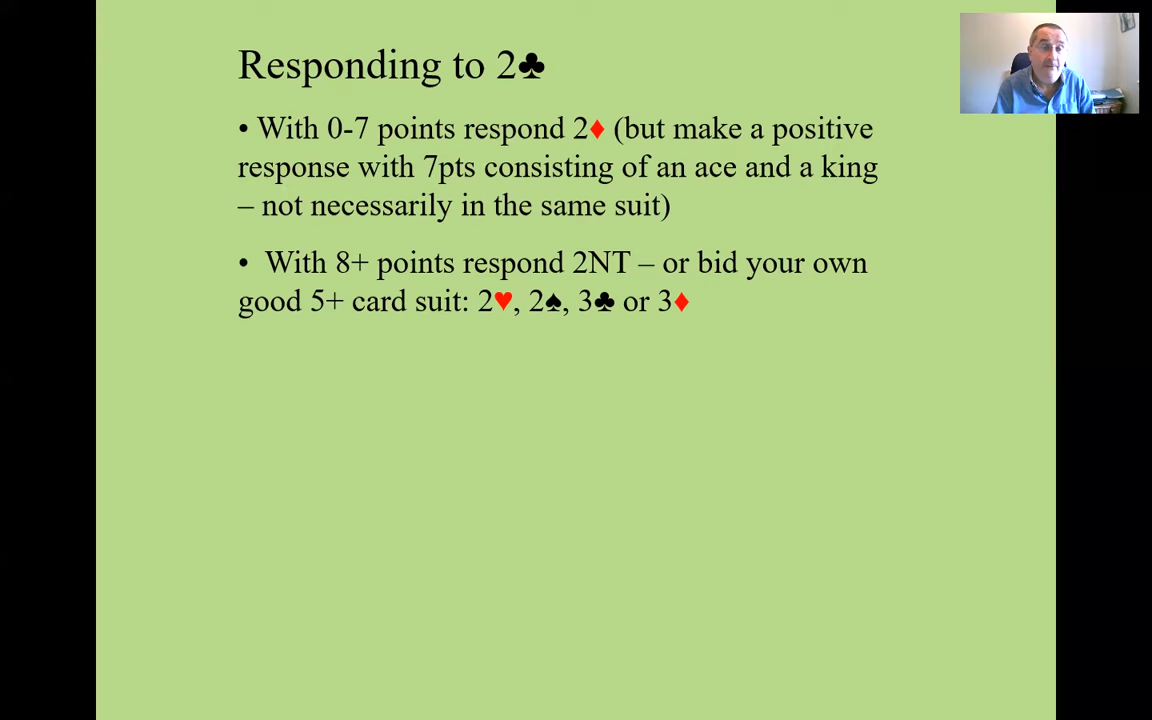 Responding to 2♣
• With 0-7 points respond 2♦ (but make a positive
response with 7pts consisting of an ace and a king
– not necessarily in the same suit)
• With 8+ points respond 2NT – or bid your own
good 5+ card suit: 2♥, 2♠, 3♣ or 3♦